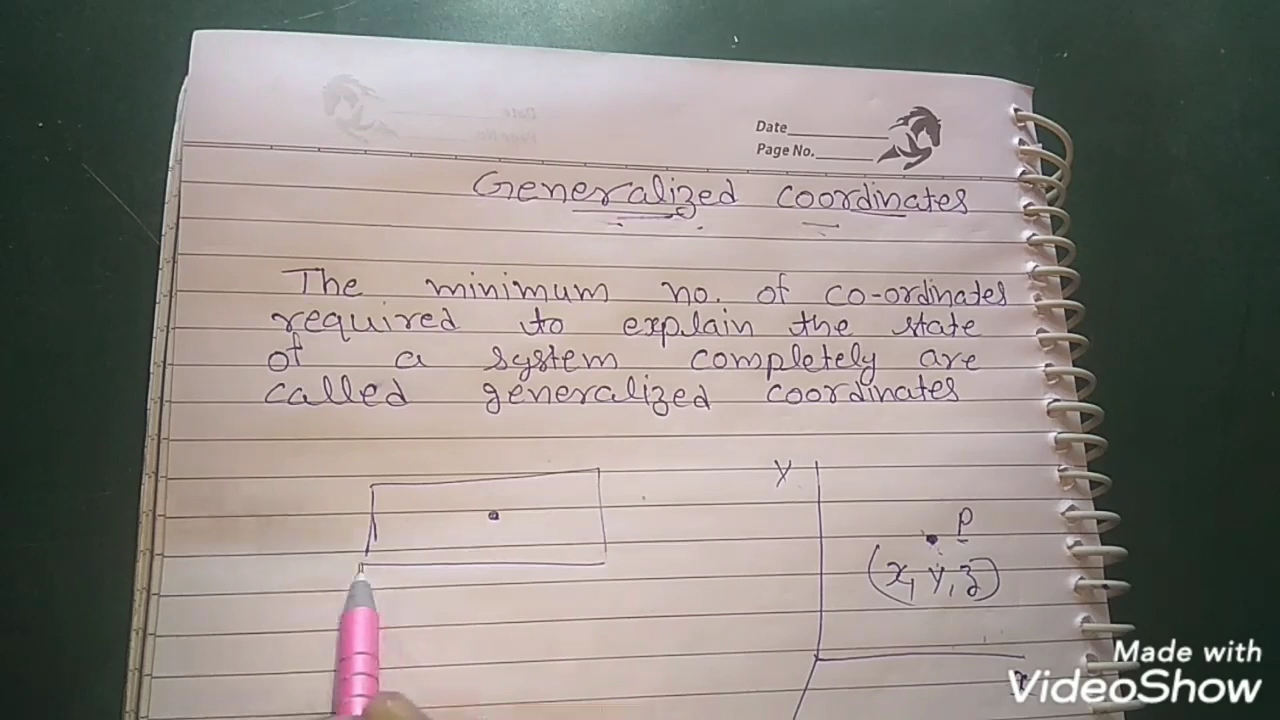 Date
Page No.
Generalized coordinates
The minimum no. of co-ordinates
required to explain the state
of a system completely are
called generalized coordinates
Y
P
(x, y, z)
x
Made with
VideoShow